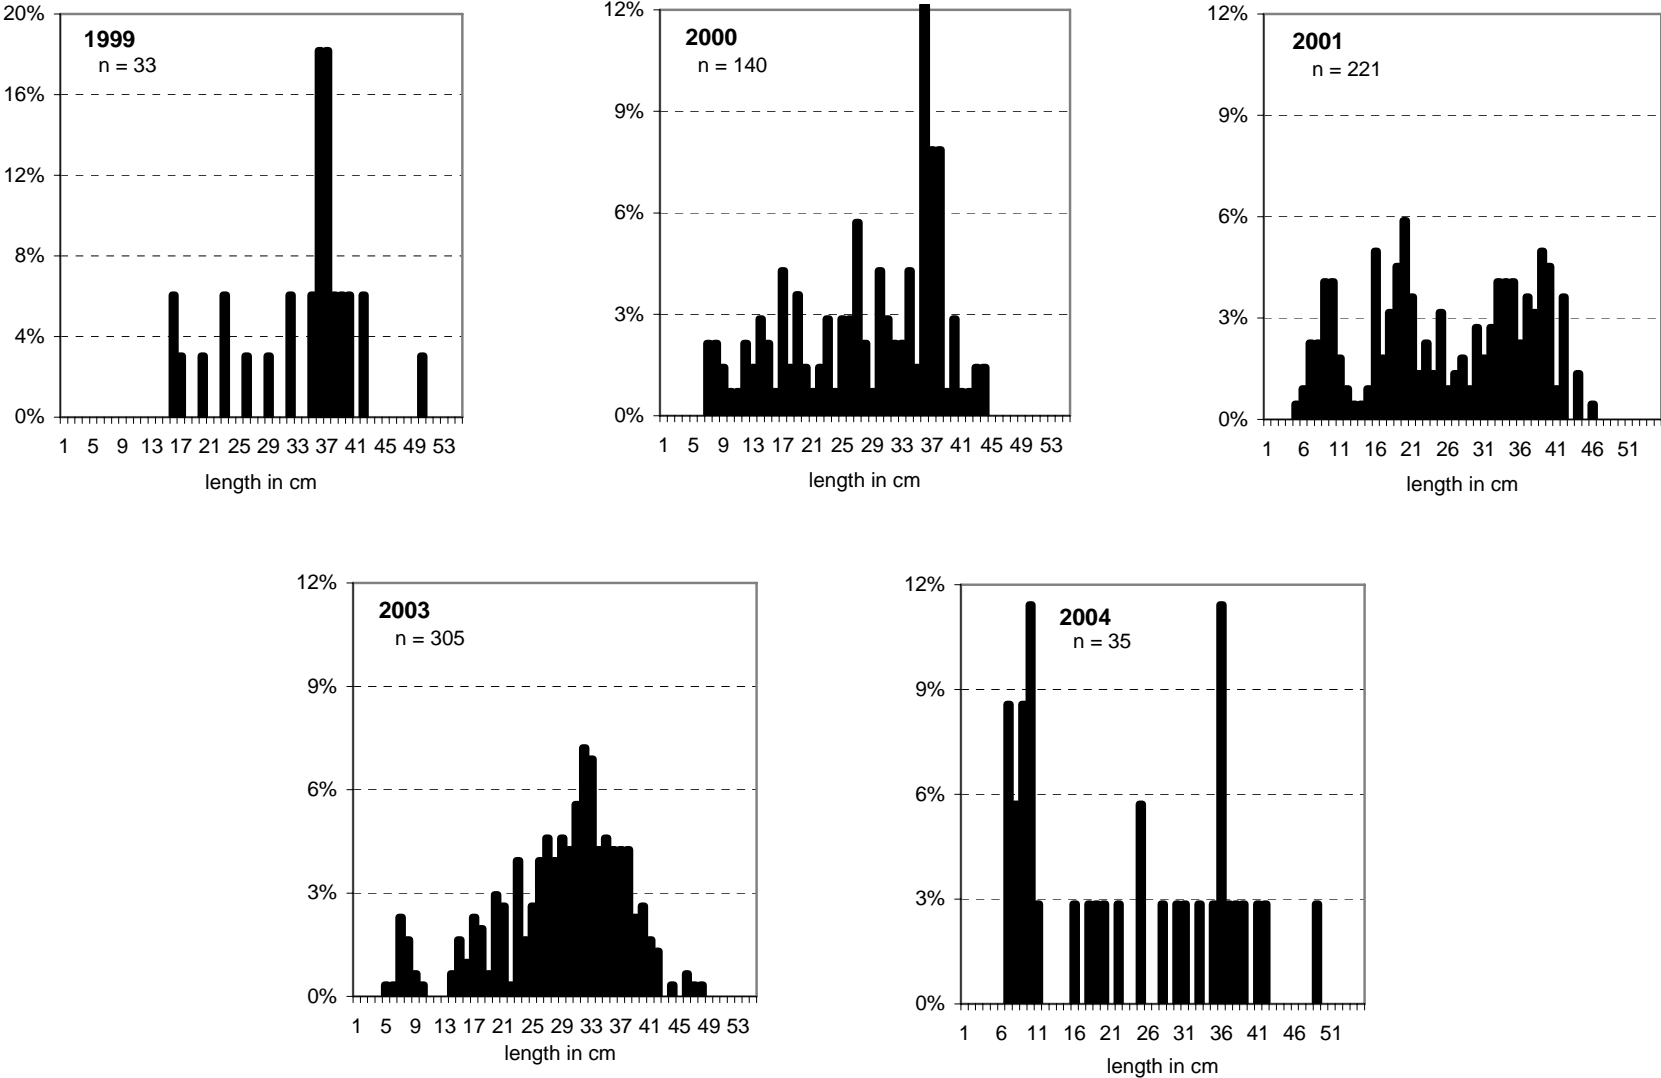 1999
n = 33
20%
16%
12%
8%
4%
0%
1 5 9 13 17 21 25 29 33 37 41 45 49 53
length in cm
2000
n = 140
12%
9%
6%
3%
0%
1 5 9 13 17 21 25 29 33 37 41 45 49 53
length in cm
2001
n = 221
12%
9%
6%
3%
0%
1 6 11 16 21 26 31 36 41 46 51
length in cm
2003
n = 305
12%
9%
6%
3%
0%
1 5 9 13 17 21 25 29 33 37 41 45 49 53
length in cm
2004
n = 35
12%
9%
6%
3%
0%
1 6 11 16 21 26 31 36 41 46 51
length in cm